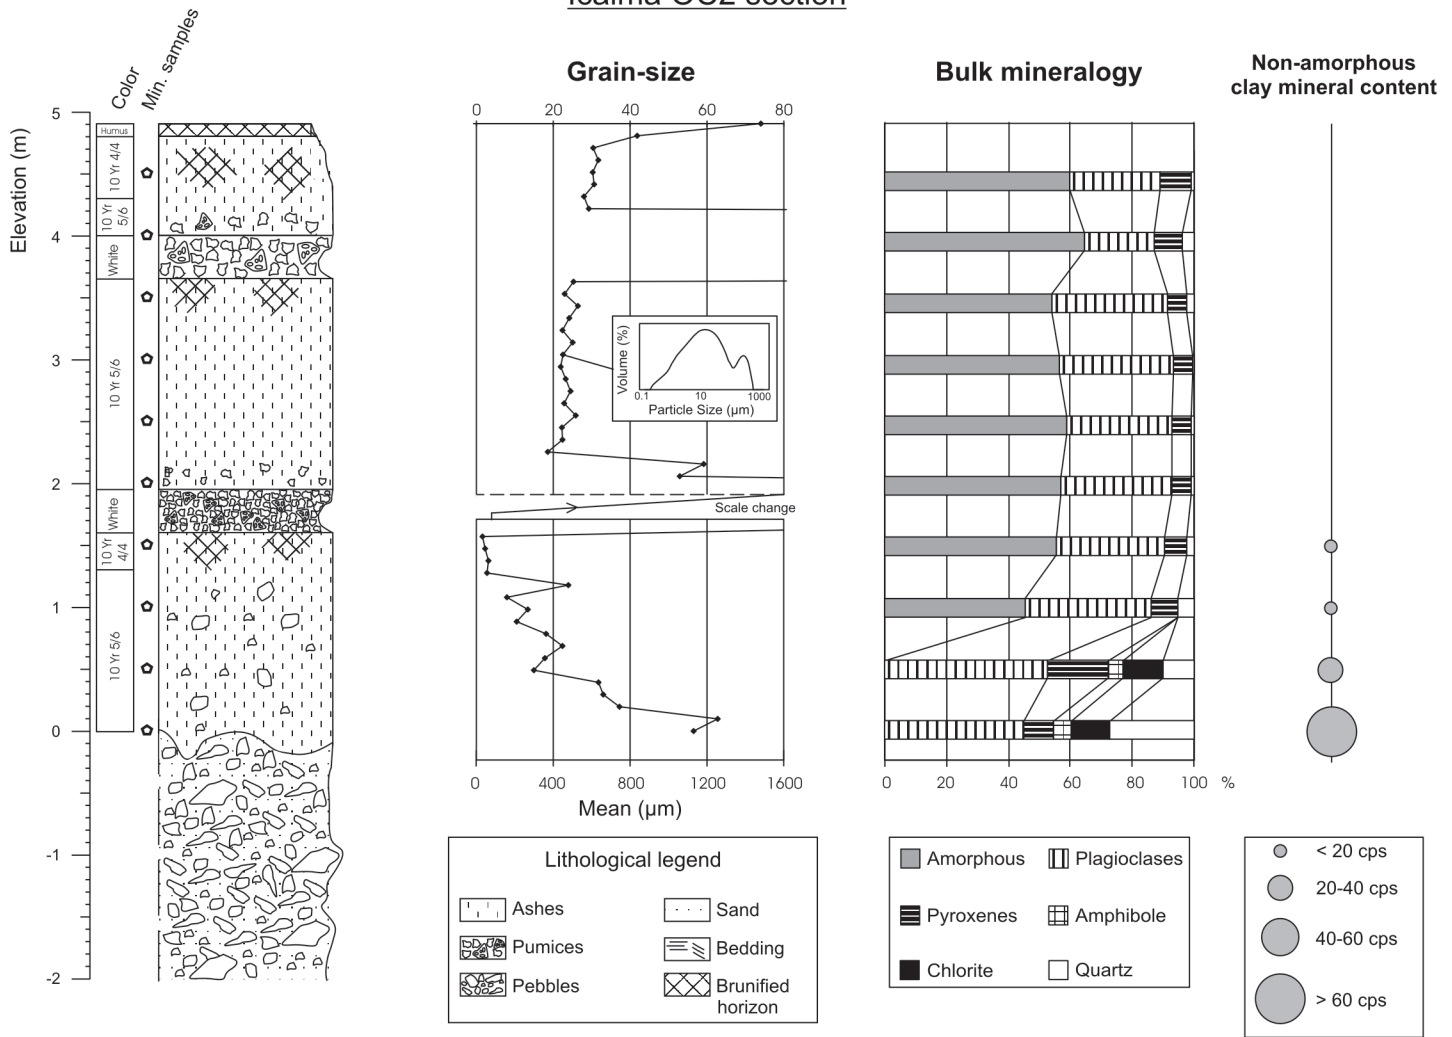 Icalma-OC2 section
Color
Min. samples
Grain-size
Bulk mineralogy
Non-amorphous
clay mineral content
Elevation (m)
5
4
3
2
1
0
-1
-2
Humus
10 Yr 4/4
10 Yr
5/6
White
10 Yr 5/6
White
10 Yr
4/4
10 Yr 5/6
0 20 40 60 80
Volume (%)
0.1 10 1000
Particle Size (µm)
Scale change
0 400 800 1200 1600
Mean (µm)
0 20 40 60 80 100 %
Lithological legend
Ashes
Sand
Pumices
Bedding
Pebbles
Brunified
horizon
Amorphous
Plagioclases
Pyroxenes
Amphibole
Chlorite
Quartz
< 20 cps
20-40 cps
40-60 cps
> 60 cps